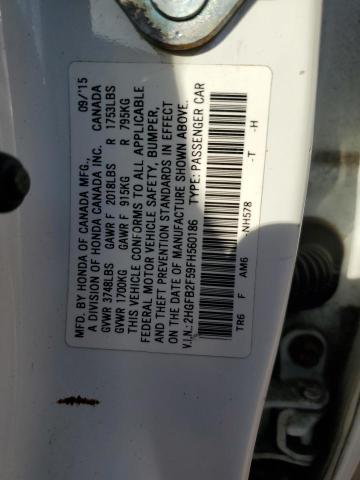 MFD. BY HONDA OF CANADA MFG., 09/'15
A DIVISION OF HONDA CANADA INC. CANADA
GVWR 3748LBS GAWR F 2018LBS R 1753LBS
GVWR 1700KG GAWR F 915KG R 795KG
THIS VEHICLE CONFORMS TO ALL APPLICABLE
FEDERAL MOTOR VEHICLE SAFETY, BUMPER,
AND THEFT PREVENTION STANDARDS IN EFFECT
ON THE DATE OF MANUFACTURE SHOWN ABOVE.
V.I.N.: 2HGFB2F59FH560186 TYPE: PASSENGER CAR
-NH578 -T -H
TR6 F AM6